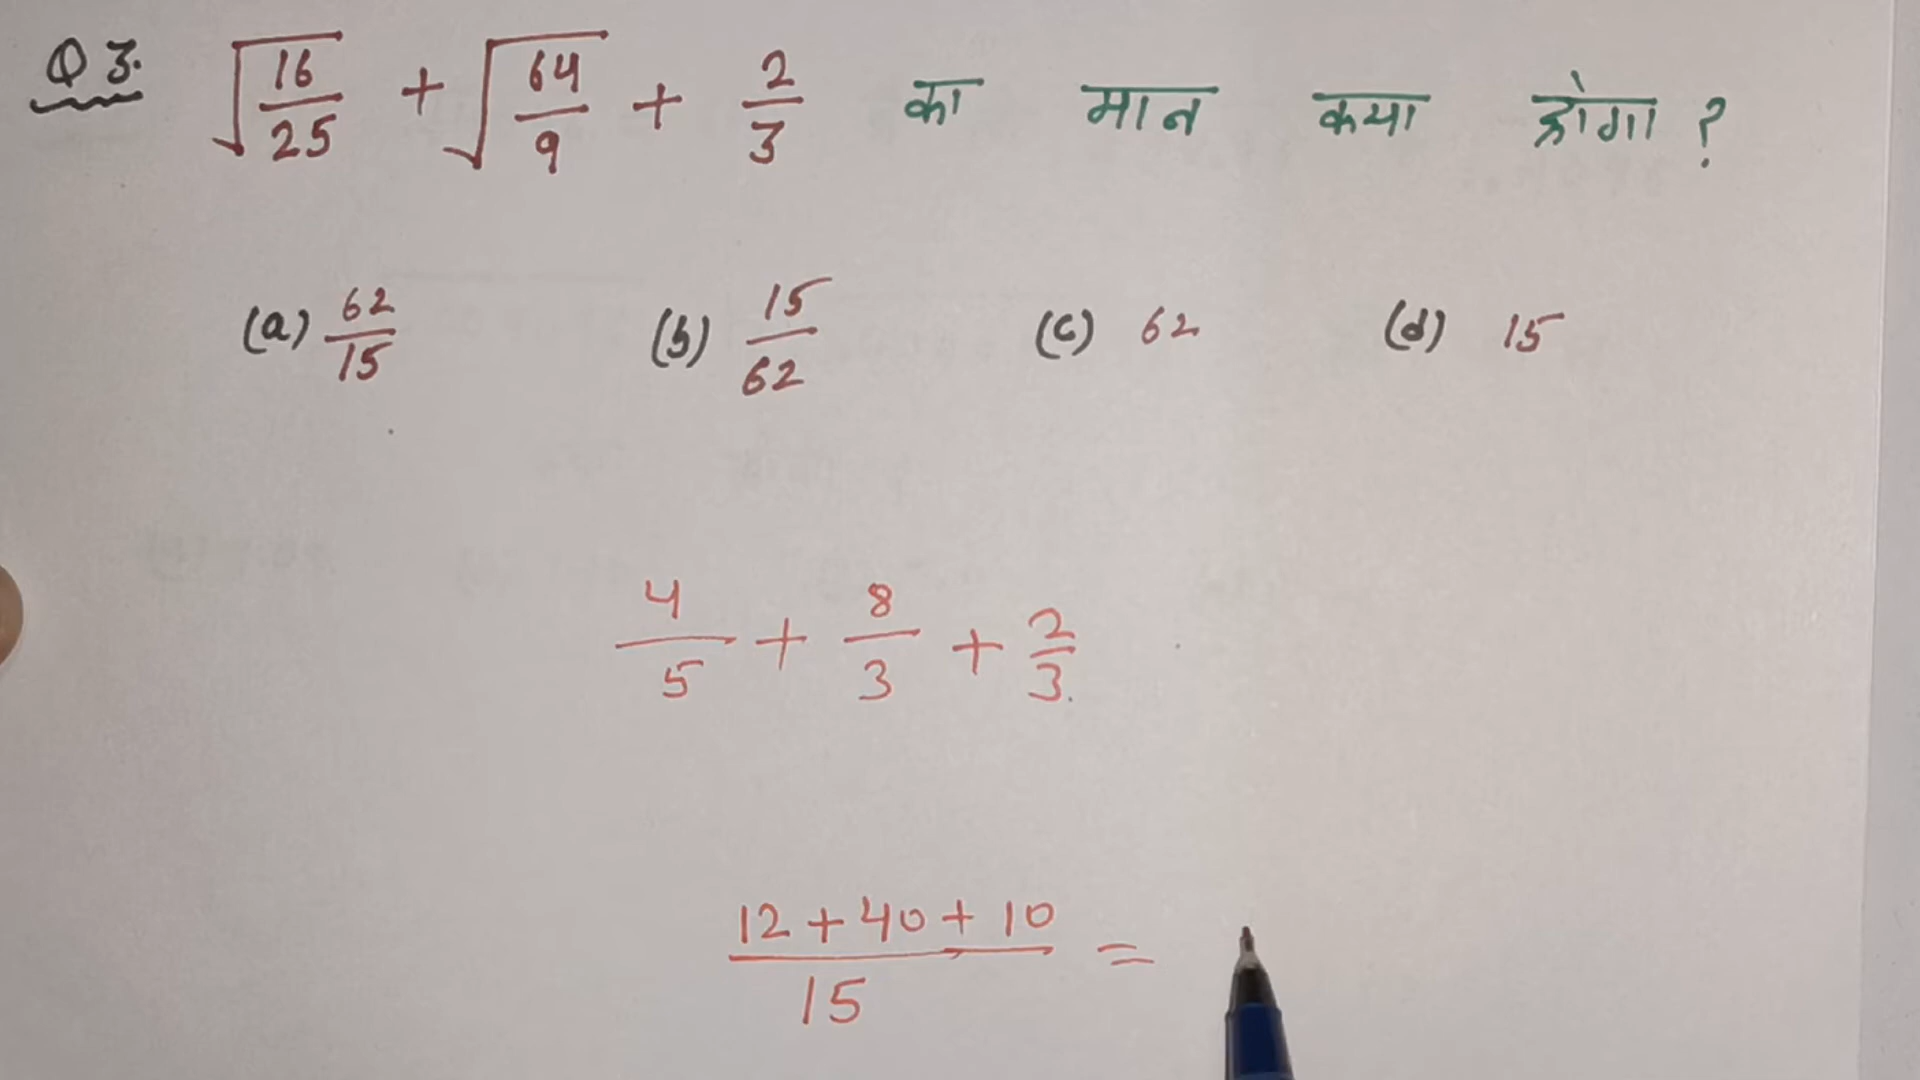 Q 3. √(16/25) + √(64/9) + 2/3 का मान क्या होगा ?
(a) 62/15 (b) 15/62 (c) 62 (d) 15
4/5 + 8/3 + 2/3.
(12 + 40 + 10)/15 =